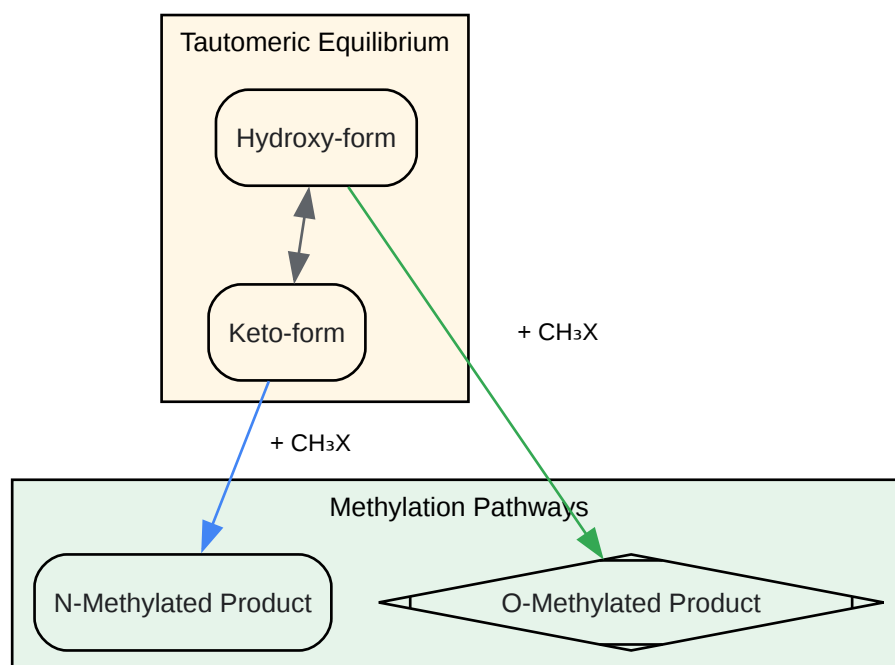 Tautomeric Equilibrium
Hydroxy-form
Keto-form
+ CH₃X
+ CH₃X
Methylation Pathways
N-Methylated Product
O-Methylated Product